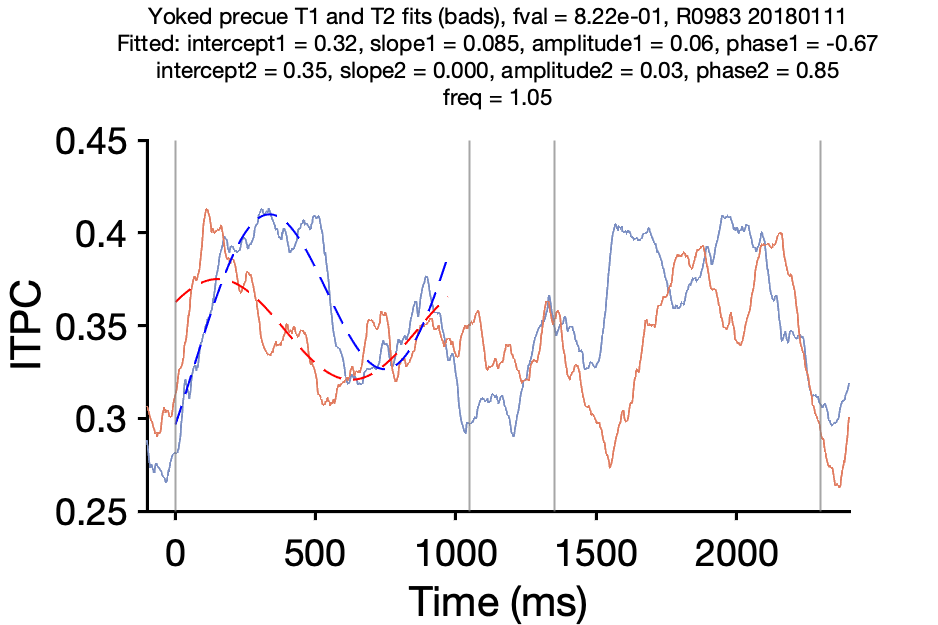 Yoked precue T1 and T2 fits (bads), fval = 8.22e-01, R0983 20180111
Fitted: intercept1 = 0.32, slope1 = 0.085, amplitude1 = 0.06, phase1 = -0.67
intercept2 = 0.35, slope2 = 0.000, amplitude2 = 0.03, phase2 = 0.85
freq = 1.05
0.45
0.4
0.35
0.3
0.25
ITPC
0 500 1000 1500 2000
Time (ms)